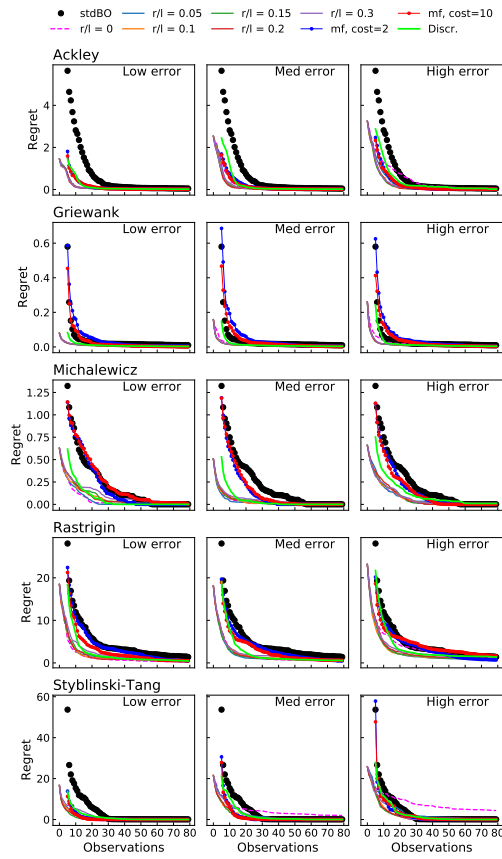 stdBO r/l = 0.05 r/l = 0.15 r/l = 0.3 mf, cost=10
r/l = 0 r/l = 0.1 r/l = 0.2 mf, cost=2 Discr.
Ackley
Low error Med error High error
Regret
4
2
0
Griewank
Low error Med error High error
Regret
0.6
0.4
0.2
0.0
Michalewicz
Low error Med error High error
Regret
1.25
1.00
0.75
0.50
0.25
0.00
Rastrigin
Low error Med error High error
Regret
20
10
0
Styblinski-Tang
Low error Med error High error
Regret
60
40
20
0
0 10 20 30 40 50 60 70 80 0 10 20 30 40 50 60 70 80 0 10 20 30 40 50 60 70 80
Observations Observations Observations